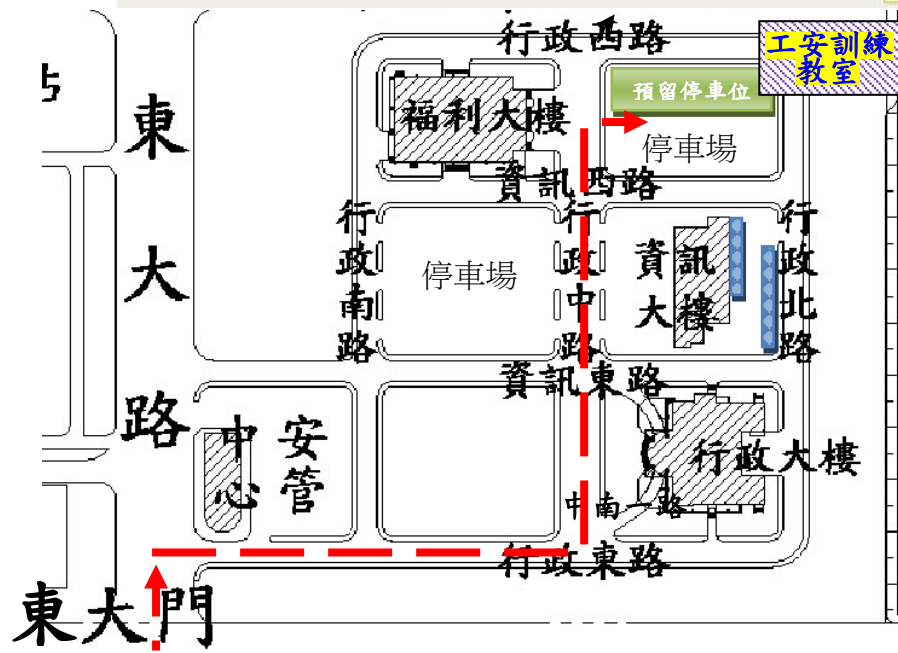 行政西路
工安訓練
教室
預留停車位
福利大樓
停車場
東大路
資訊西路
行政南路
停車場
行政中路
資訊
大樓
行政北路
資訊東路
安管
中心
行政大樓
中南一路
行政東路
東大門